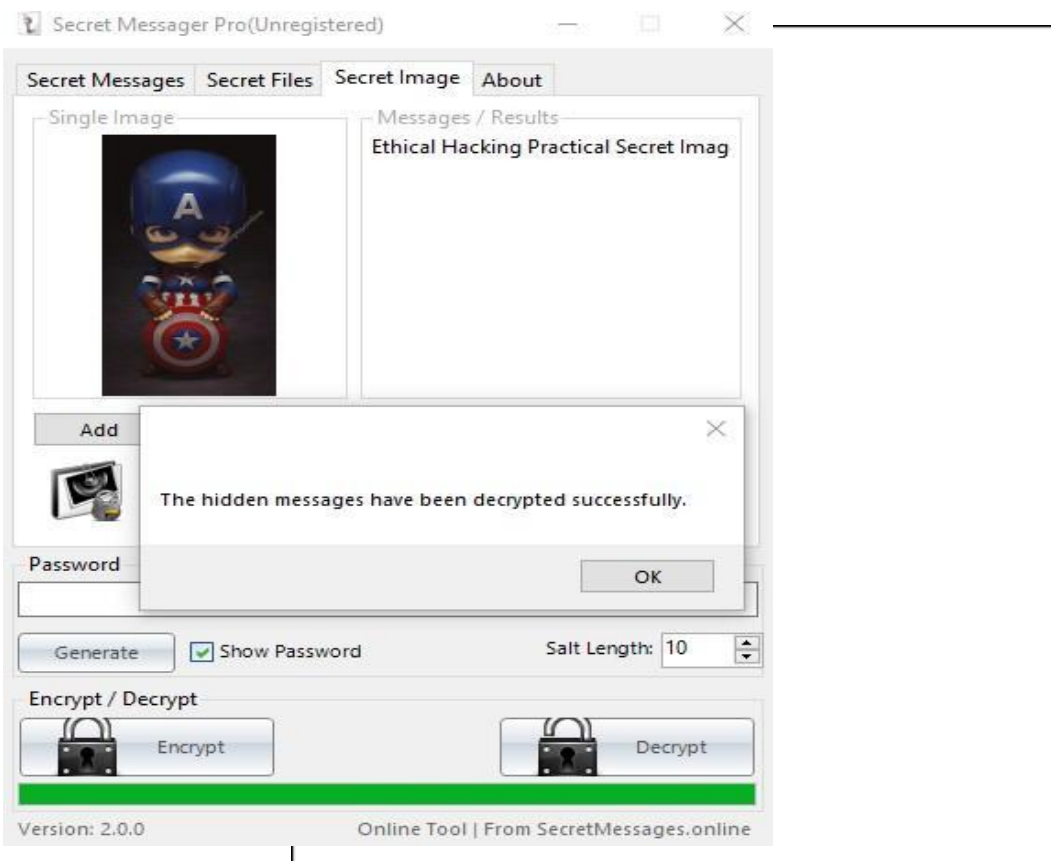 Secret Messager Pro(Unregistered)
Secret Messages Secret Files Secret Image About
Single Image
Messages / Results
Ethical Hacking Practical Secret Imag
A
Add
The hidden messages have been decrypted successfully.
OK
Password
Generate
Show Password
Salt Length: 10
Encrypt / Decrypt
Encrypt
Decrypt
Version: 2.0.0
Online Tool | From SecretMessages.online